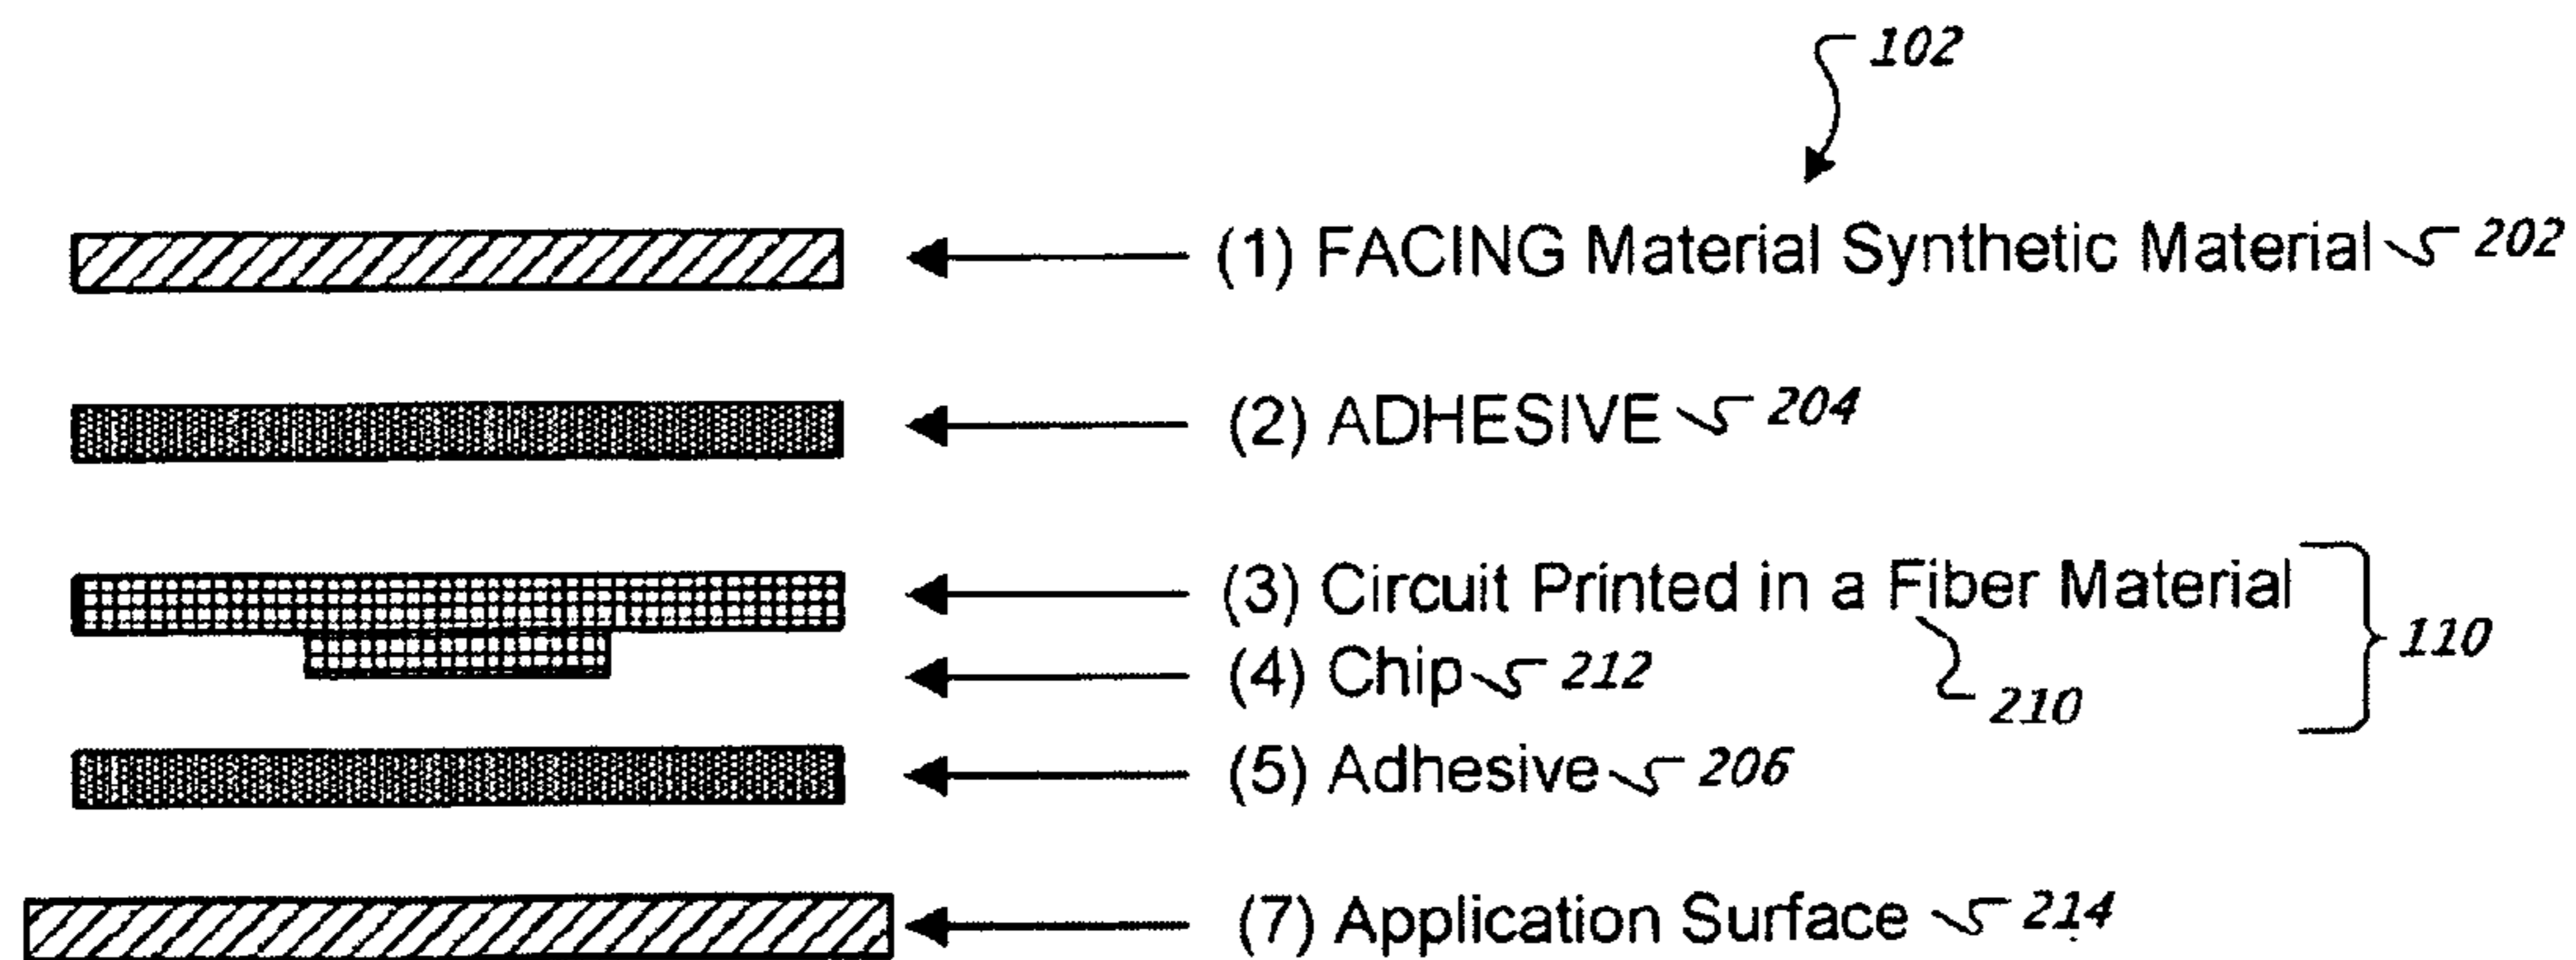 102
(1) FACING Material Synthetic Material 202
(2) ADHESIVE 204
(3) Circuit Printed in a Fiber Material
110
(4) Chip 212
210
(5) Adhesive 206
(7) Application Surface 214